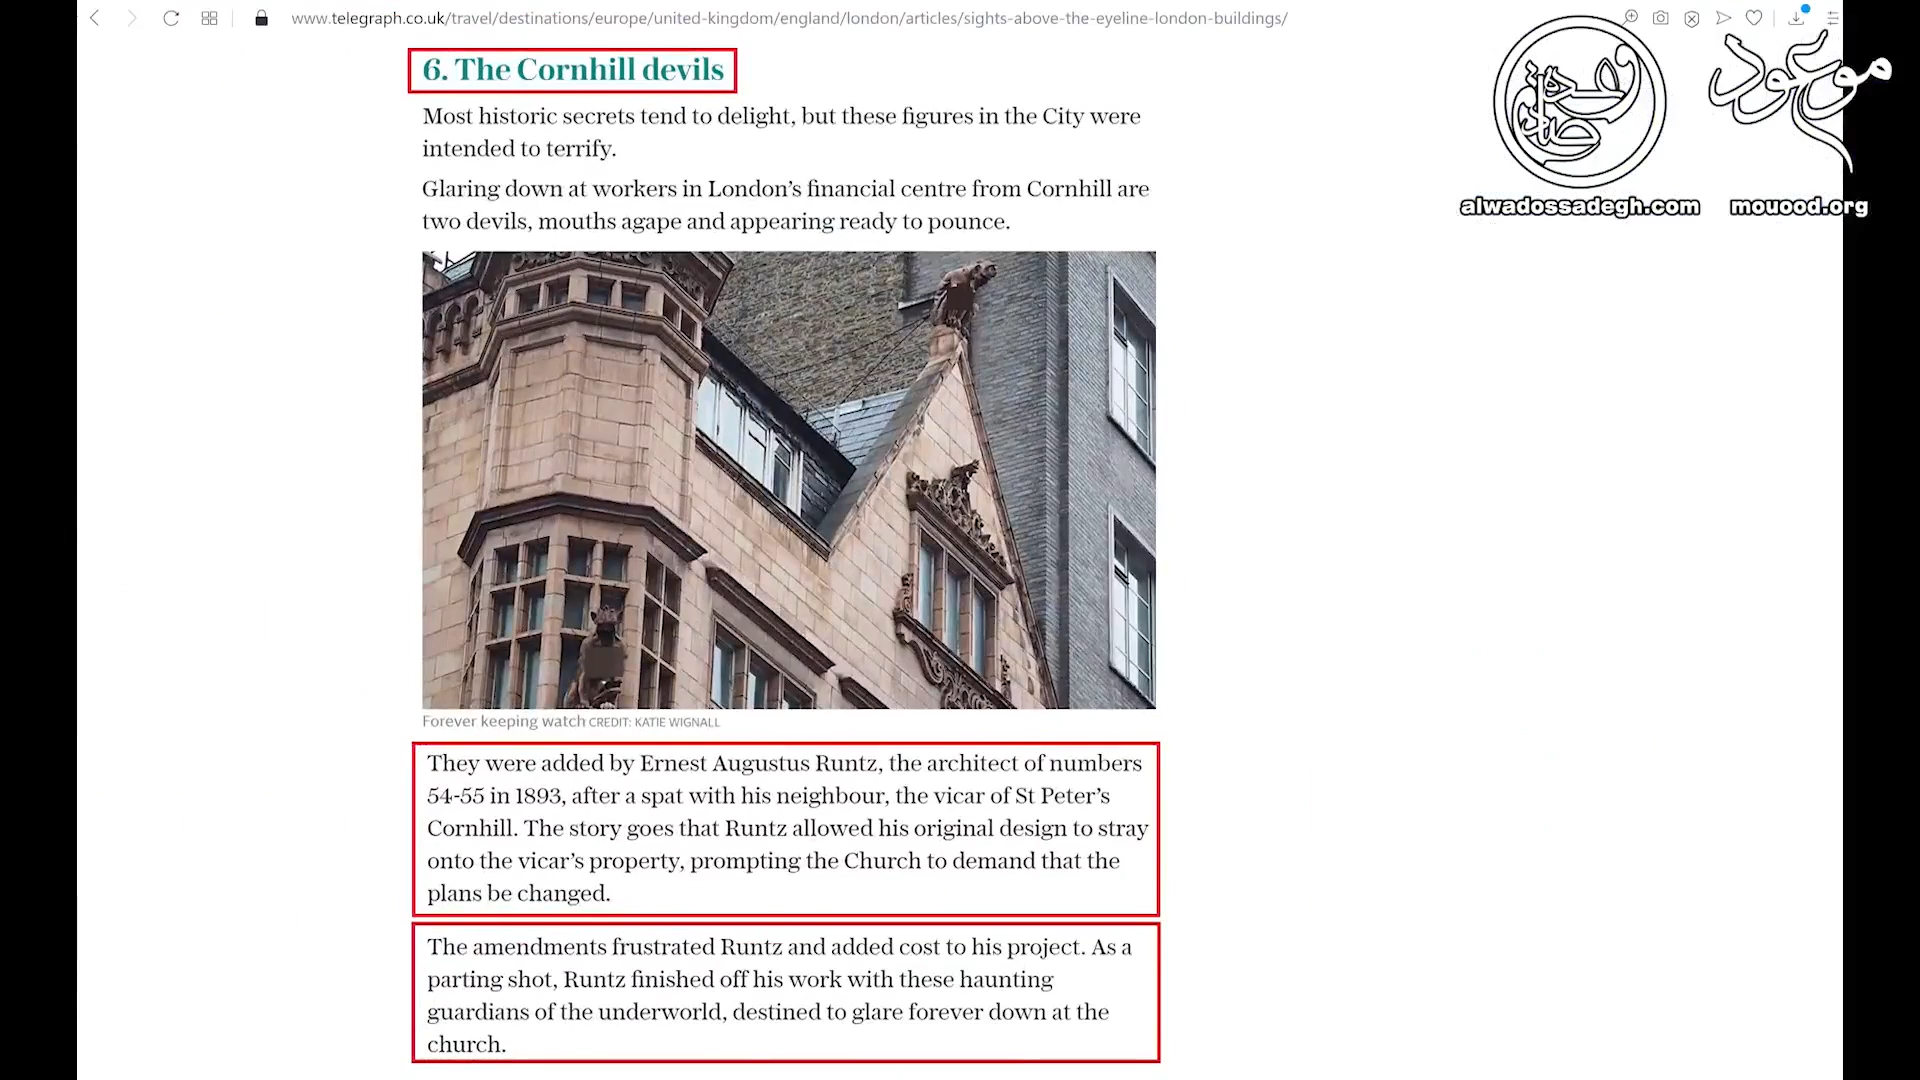 www.telegraph.co.uk/travel/destinations/europe/united-kingdom/england/london/articles/sights-above-the-eyeline-london-buildings/
موعود
alwadossadegh.com
mouood.org
6. The Cornhill devils
Most historic secrets tend to delight, but these figures in the City were
intended to terrify.
Glaring down at workers in London’s financial centre from Cornhill are
two devils, mouths agape and appearing ready to pounce.
Forever keeping watch CREDIT: KATIE WIGNALL
They were added by Ernest Augustus Runtz, the architect of numbers
54-55 in 1893, after a spat with his neighbour, the vicar of St Peter’s
Cornhill. The story goes that Runtz allowed his original design to stray
onto the vicar’s property, prompting the Church to demand that the
plans be changed.
The amendments frustrated Runtz and added cost to his project. As a
parting shot, Runtz finished off his work with these haunting
guardians of the underworld, destined to glare forever down at the
church.